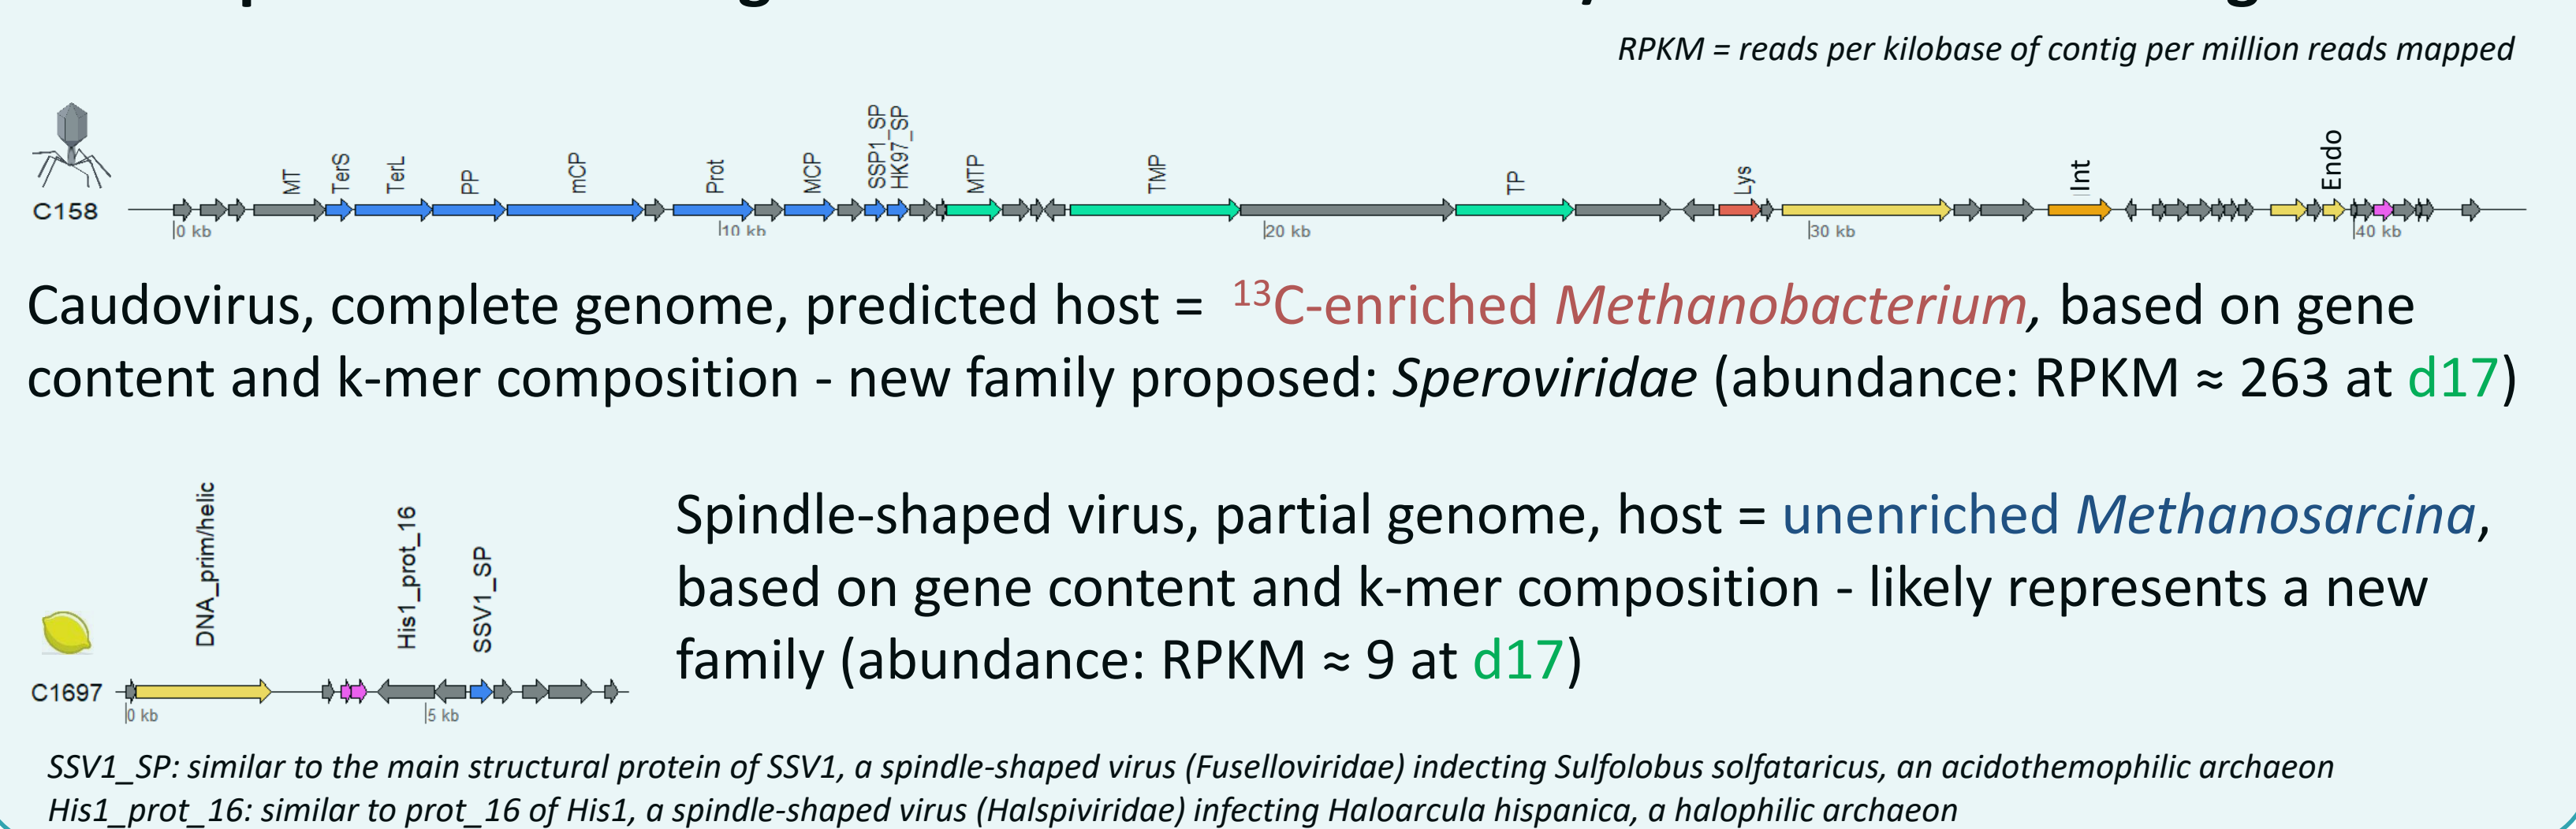 RPKM = reads per kilobase of contig per million reads mapped
MT TerS TerL PP mCP Prot MCP SSP1_SP HK97_SP MTP TMP TP Lys Int Endo
C158
0 kb 10 kb 20 kb 30 kb 40 kb
Caudovirus, complete genome, predicted host = 13C-enriched Methanobacterium, based on gene
content and k-mer composition - new family proposed: Speroviridae (abundance: RPKM ≈ 263 at d17)
DNA_prim/helic His1_prot_16 SSV1_SP
C1697
0 kb 5 kb
Spindle-shaped virus, partial genome, host = unenriched Methanosarcina,
based on gene content and k-mer composition - likely represents a new
family (abundance: RPKM ≈ 9 at d17)
SSV1_SP: similar to the main structural protein of SSV1, a spindle-shaped virus (Fuselloviridae) indecting Sulfolobus solfataricus, an acidothemophilic archaeon
His1_prot_16: similar to prot_16 of His1, a spindle-shaped virus (Halspiviridae) infecting Haloarcula hispanica, a halophilic archaeon